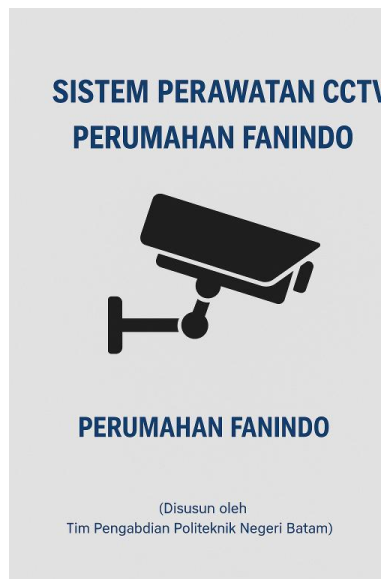 SISTEM PERAWATAN CCTV
PERUMAHAN FANINDO
PERUMAHAN FANINDO
(Disusun oleh
Tim Pengabdian Politeknik Negeri Batam)